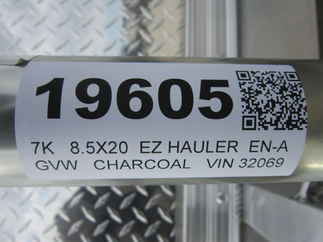 19605
7K 8.5X20 EZ HAULER EN-A
GVW CHARCOAL VIN 32069